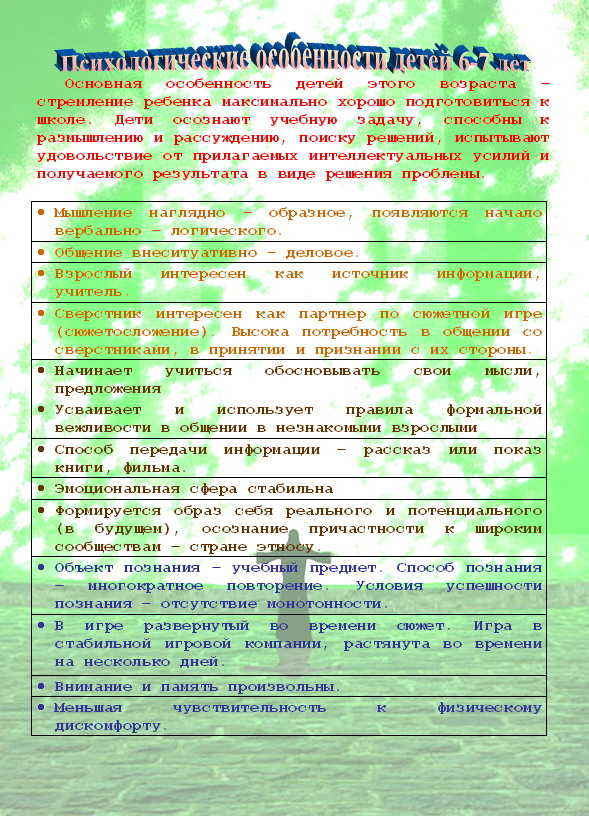 Психологические особенности детей 6-7 лет
Основная особенность детей этого возраста –
стремление ребенка максимально хорошо подготовиться к
школе. Дети осознают учебную задачу, способны к
размышлению и рассуждению, поиску решений, испытывают
удовольствие от прилагаемых интеллектуальных усилий и
получаемого результата в виде решения проблемы.
• Мышление наглядно – образное, появляются начало
вербально – логического.
• Общение внеситуативно – деловое.
• Взрослый интересен как источник информации,
учитель.
• Сверстник интересен как партнёр по сюжетной игре
(сюжетосложение). Высока потребность в общении со
сверстниками, в принятии и признании с их стороны.
• Начинает учиться обосновывать свои мысли,
предложения
• Усваивает и использует правила формальной
вежливости в общении в незнакомыми взрослыми
• Способ передачи информации – рассказ или показ
книги, фильма.
• Эмоциональная сфера стабильна
• Формируется образ себя реального и потенциального
(в будущем), осознание причастности к широким
сообществам – стране этносу.
• Объект познания – учебный предмет. Способ познания
– многократное повторение. Условия успешности
познания – отсутствие монотонности.
• В игре развернутый во времени сюжет. Игра в
стабильной игровой компании, растянута во времени
на несколько дней.
• Внимание и память произвольны.
• Меньшая чувствительность к физическому
дискомфорту.